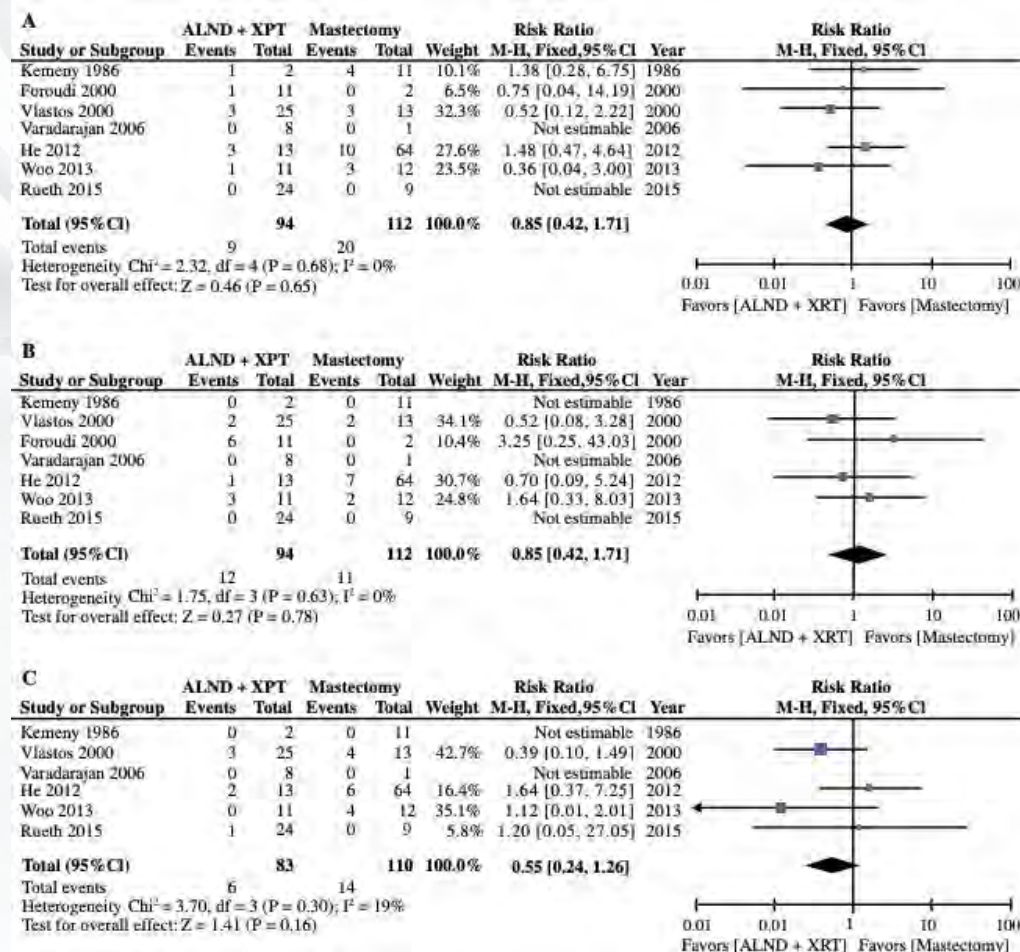 A
ALND + XPT Mastectomy Risk Ratio Risk Ratio
Study or Subgroup Events Total Events Total Weight M-H, Fixed,95%CI Year M-H, Fixed, 95%CI
Kemeny 1986 1 2 4 11 10.1% 1.38 [0.28, 6.75] 1986
Foroudi 2000 1 11 0 2 6.5% 0.75 [0.04, 14.19] 2000
Vlastos 2000 3 25 3 13 32.3% 0.52 [0.12, 2.22] 2000
Varadarajan 2006 0 8 0 1 Not estimable 2006
He 2012 3 13 10 64 27.6% 1.48 [0.47, 4.64] 2012
Woo 2013 1 11 3 12 23.5% 0.36 [0.04, 3.00] 2013
Rueth 2015 0 24 0 9 Not estimable 2015
Total (95%CI) 94 112 100.0% 0.85 [0.42, 1.71]
Total events 9 20
Heterogeneity Chi² = 2.32, df = 4 (P = 0.68); I² = 0%
Test for overall effect: Z = 0.46 (P = 0.65)
0.01 0.01 1 10 100
Favors [ALND + XRT] Favors [Mastectomy]
B
ALND + XPT Mastectomy Risk Ratio Risk Ratio
Study or Subgroup Events Total Events Total Weight M-H, Fixed,95%CI Year M-H, Fixed, 95%CI
Kemeny 1986 0 2 0 11 Not estimable 1986
Vlastos 2000 2 25 2 13 34.1% 0.52 [0.08, 3.28] 2000
Foroudi 2000 6 11 0 2 10.4% 3.25 [0.25, 43.03] 2000
Varadarajan 2006 0 8 0 1 Not estimable 2006
He 2012 1 13 7 64 30.7% 0.70 [0.09, 5.24] 2012
Woo 2013 3 11 2 12 24.8% 1.64 [0.33, 8.03] 2013
Rueth 2015 0 24 0 9 Not estimable 2015
Total (95%CI) 94 112 100.0% 0.85 [0.42, 1.71]
Total events 12 11
Heterogeneity Chi² = 1.75, df = 3 (P = 0.63); I² = 0%
Test for overall effect: Z = 0.27 (P = 0.78)
0.01 0.01 1 10 100
Favors [ALND + XRT] Favors [Mastectomy]
C
ALND + XPT Mastectomy Risk Ratio Risk Ratio
Study or Subgroup Events Total Events Total Weight M-H, Fixed,95%CI Year M-H, Fixed, 95%CI
Kemeny 1986 0 2 0 11 Not estimable 1986
Vlastos 2000 3 25 4 13 42.7% 0.39 [0.10, 1.49] 2000
Varadarajan 2006 0 8 0 1 Not estimable 2006
He 2012 2 13 6 64 16.4% 1.64 [0.37, 7.25] 2012
Woo 2013 0 11 4 12 35.1% 1.12 [0.01, 2.01] 2013
Rueth 2015 1 24 0 9 5.8% 1.20 [0.05, 27.05] 2015
Total (95%CI) 83 110 100.0% 0.55 [0.24, 1.26]
Total events 6 14
Heterogeneity Chi² = 3.70, df = 3 (P = 0.30); I² = 19%
Test for overall effect: Z = 1.41 (P = 0.16)
0.01 0.01 1 10 100
Favors [ALND + XRT] Favors [Mastectomy]